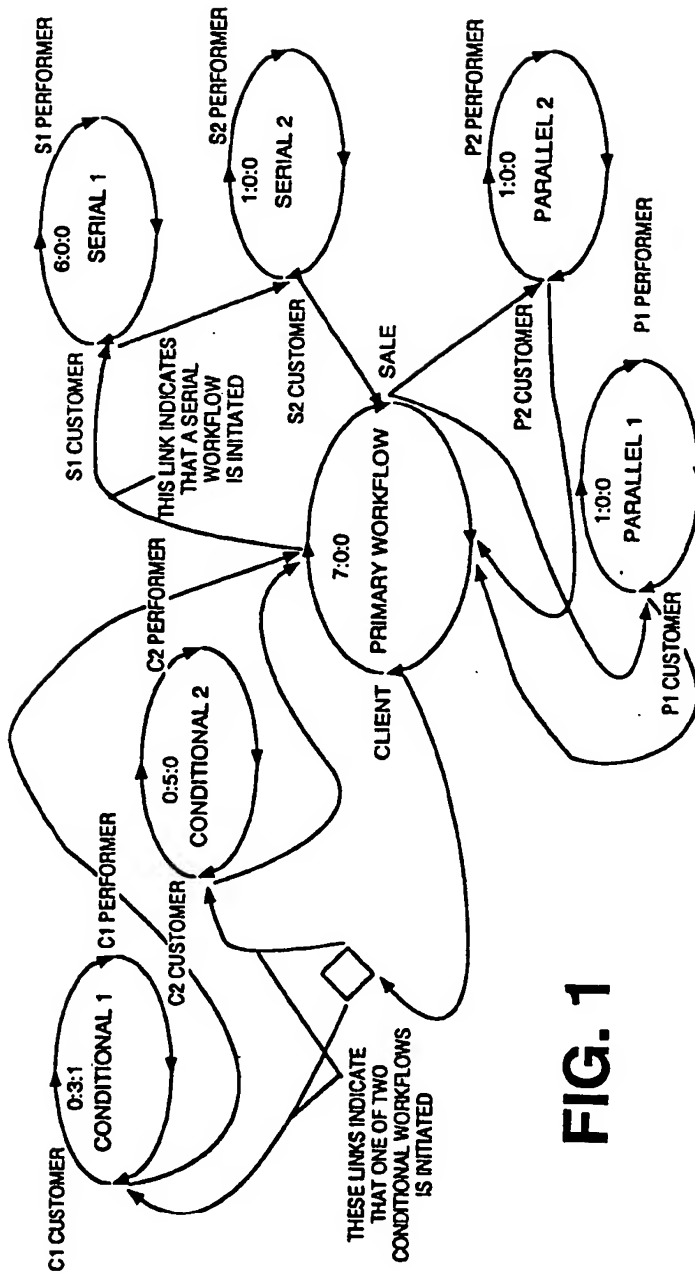 C1 CUSTOMER
0:3:1
CONDITIONAL 1
C1 PERFORMER
C2 CUSTOMER
0:5:0
CONDITIONAL 2
C2 PERFORMER
THESE LINKS INDICATE
THAT ONE OF TWO
CONDITIONAL WORKFLOWS
IS INITIATED
CLIENT
7:0:0
PRIMARY WORKFLOW
SALE
S1 CUSTOMER
6:0:0
SERIAL 1
S1 PERFORMER
THIS LINK INDICATES
THAT A SERIAL
WORKFLOW
IS INITIATED
S2 CUSTOMER
1:0:0
SERIAL 2
S2 PERFORMER
P2 CUSTOMER
1:0:0
PARALLEL 2
P2 PERFORMER
P1 CUSTOMER
1:0:0
PARALLEL 1
P1 PERFORMER
FIG. 1